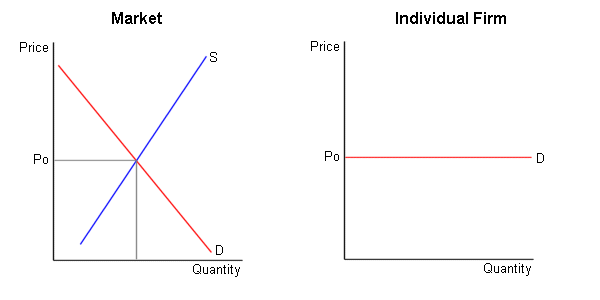 Market
Price
S
Po
D
Quantity
Individual Firm
Price
Po
D
Quantity